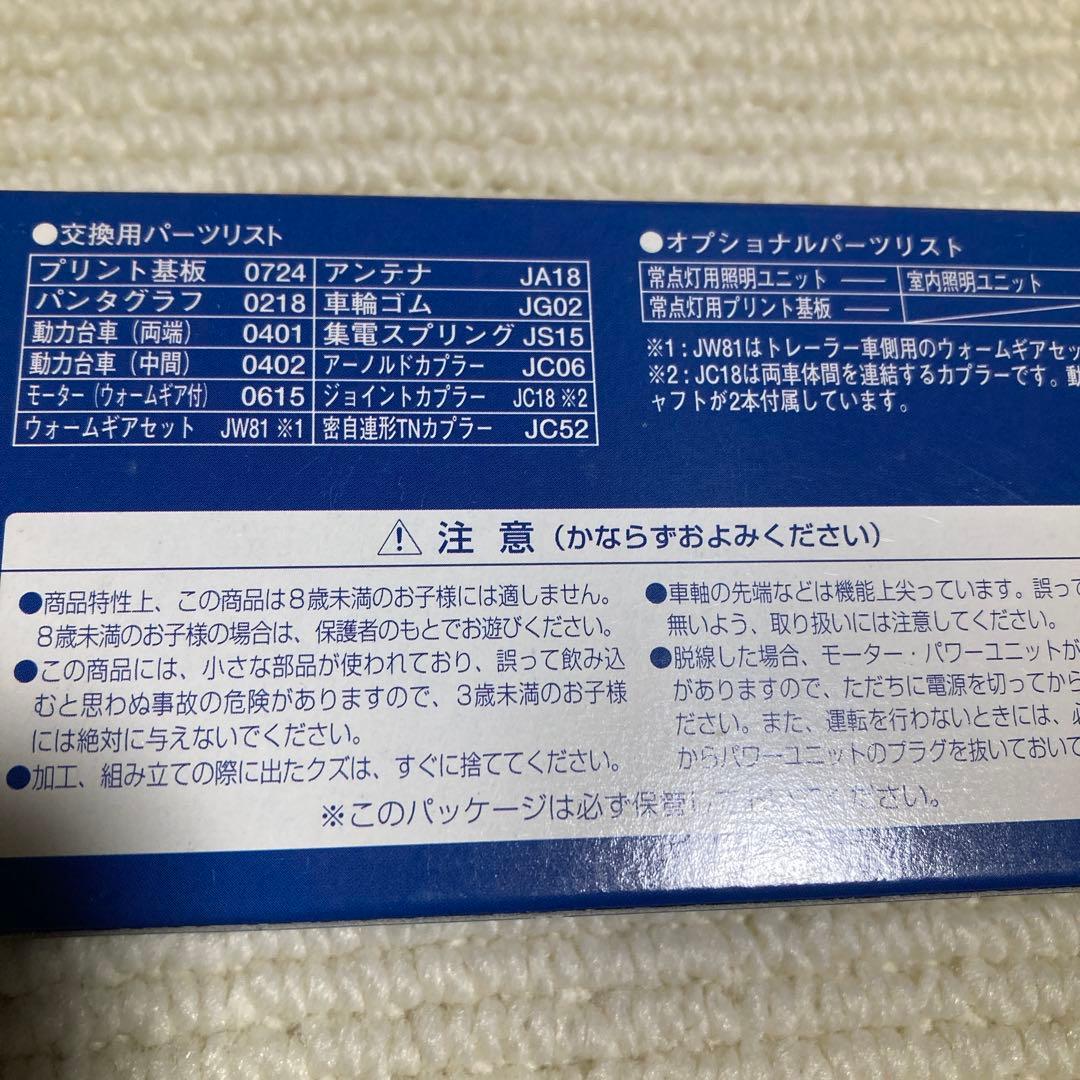 ●交換用パーツリスト
プリント基板 0724 アンテナ JA18
パンタグラフ 0218 車輪ゴム JG02
動力台車（両端） 0401 集電スプリング JS15
動力台車（中間） 0402 アーノルドカプラー JC06
モーター（ウォームギア付） 0615 ジョイントカプラー JC18 ※2
ウォームギアセット JW81 ※1 密自連形TNカプラー JC52
●オプショナルパーツリスト
常点灯用照明ユニット ── 室内照明ユニット
常点灯用プリント基板 ──
※1：JW81はトレーラー車側用のウォームギアセッ
※2：JC18は両車体間を連結するカプラーです。動
ャフトが2本付属しています。
⚠ 注 意（かならずおよみください）
●商品特性上、この商品は8歳未満のお子様には適しません。
8歳未満のお子様の場合は、保護者のもとでお遊びください。
●この商品には、小さな部品が使われており、誤って飲み込
むと思わぬ事故の危険がありますので、3歳未満のお子様
には絶対に与えないでください。
●加工、組み立ての際に出たクズは、すぐに捨ててください。
●車軸の先端などは機能上尖っています。誤って
無いよう、取り扱いには注意してください。
●脱線した場合、モーター・パワーユニットが
がありますので、ただちに電源を切ってから
ださい。また、運転を行わないときには、必
からパワーユニットのプラグを抜いておいて
※このパッケージは必ず保管してください。